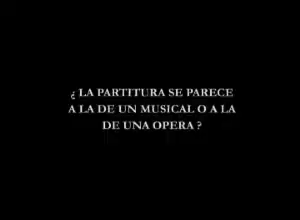 ¿ LA PARTITURA SE PARECE
A LA DE UN MUSICAL O A LA
DE UNA OPERA ?